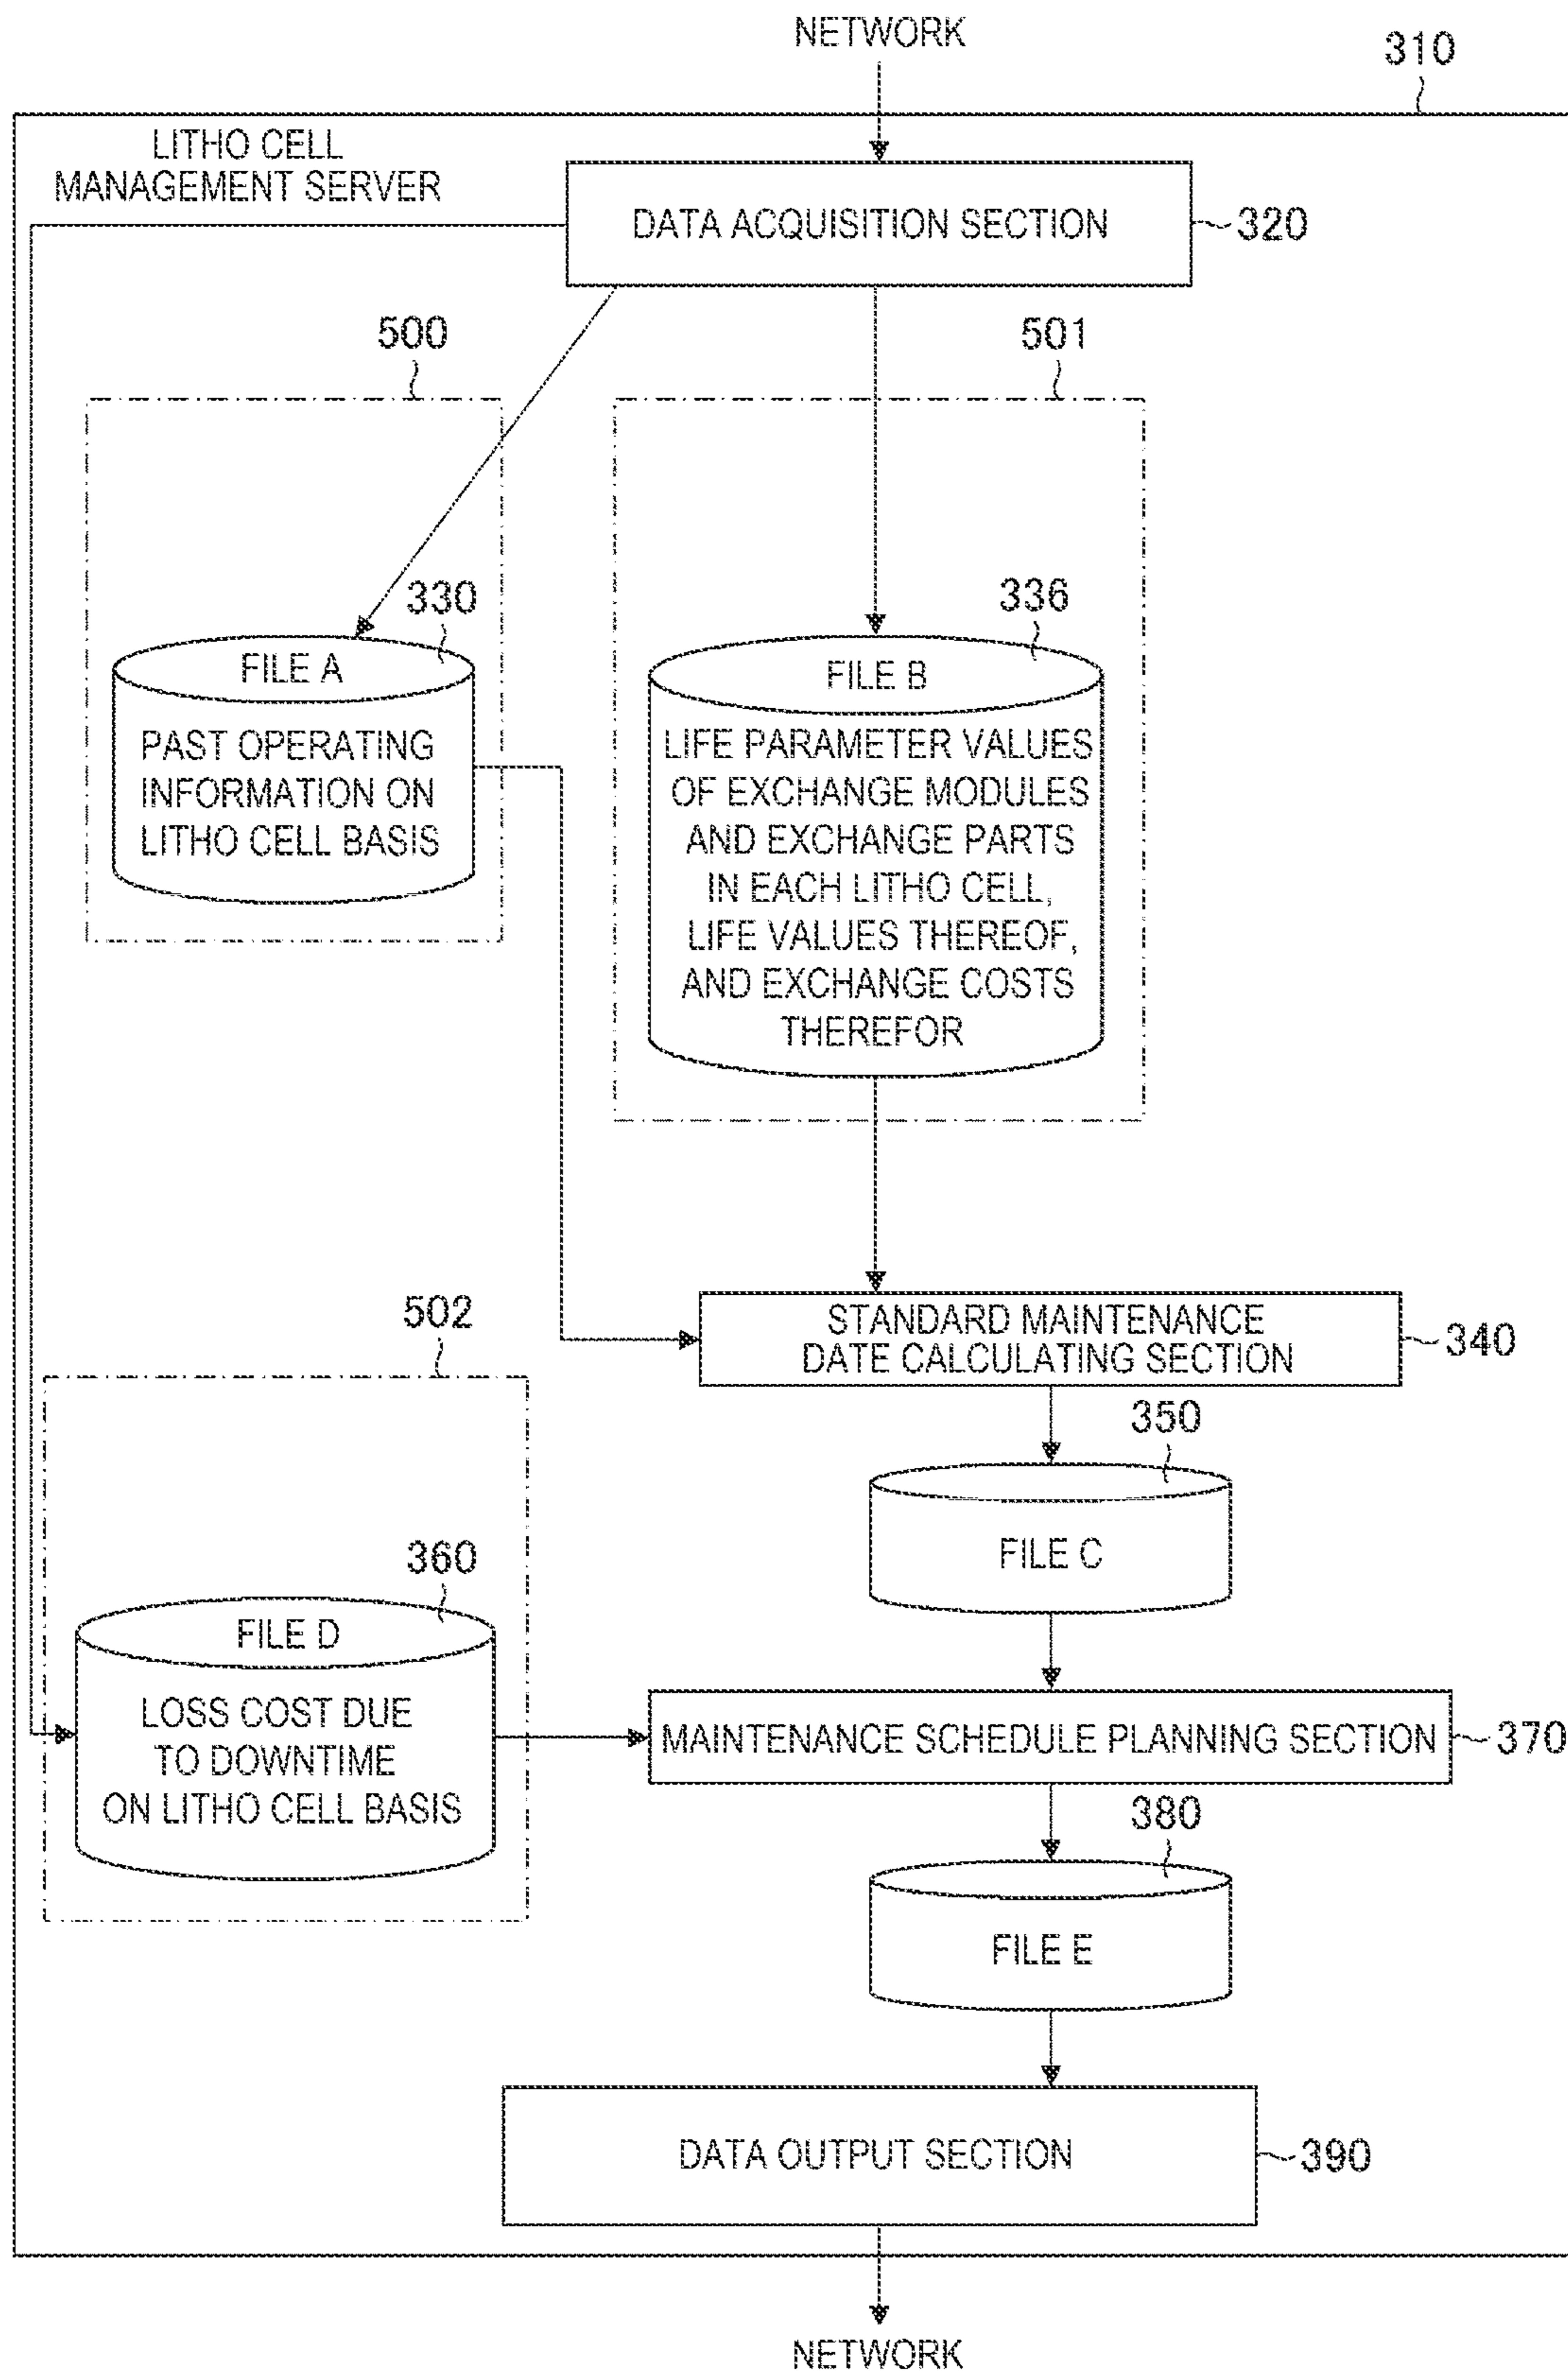 NETWORK
310
LITHO CELL
MANAGEMENT SERVER
DATA ACQUISITION SECTION
320
500
501
330
336
FILE A
PAST OPERATING
INFORMATION ON
LITHO CELL BASIS
FILE B
LIFE PARAMETER VALUES
OF EXCHANGE MODULES
AND EXCHANGE PARTS
IN EACH LITHO CELL,
LIFE VALUES THEREOF,
AND EXCHANGE COSTS
THEREFOR
502
STANDARD MAINTENANCE
DATE CALCULATING SECTION
340
350
FILE C
360
FILE D
LOSS COST DUE
TO DOWNTIME
ON LITHO CELL BASIS
MAINTENANCE SCHEDULE PLANNING SECTION
370
380
FILE E
DATA OUTPUT SECTION
390
NETWORK